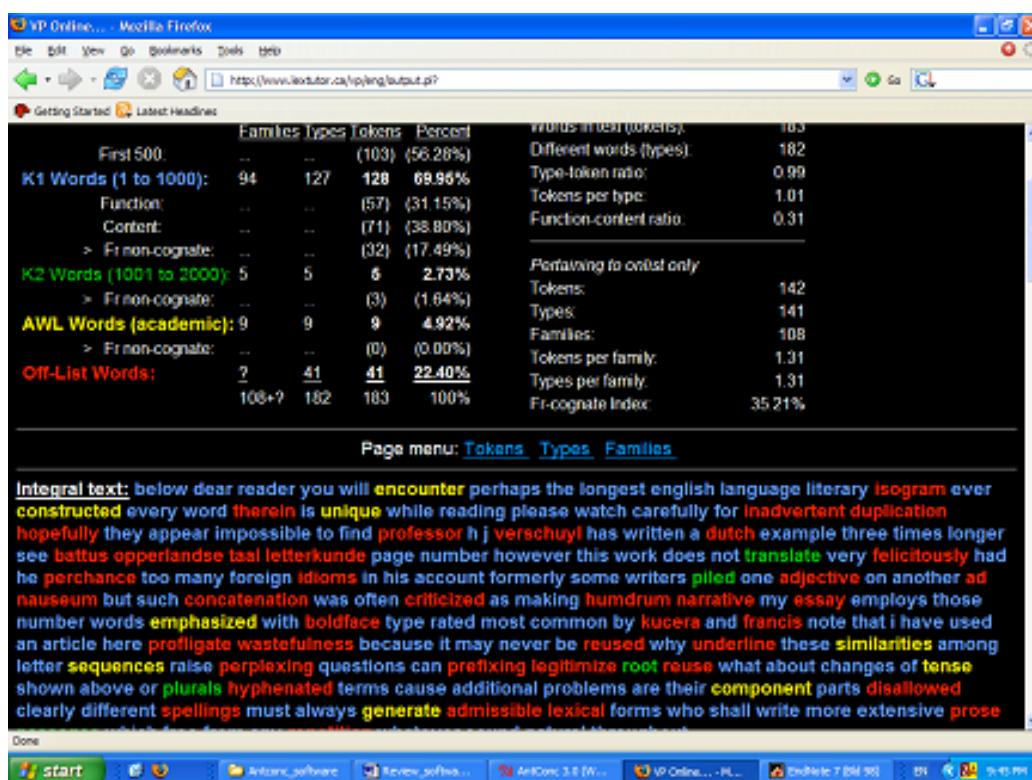 VP Online... - Mozilla Firefox
File Edit View Go Bookmarks Tools Help
http://www.lextutor.ca/vp/eng/output.pl?
Go
Getting Started Latest Headlines
Families Types Tokens Percent
Words in text (tokens): 183
First 500: .. .. (103) (56.28%)
Different words (types): 182
K1 Words (1 to 1000): 94 127 128 69.95%
Type-token ratio: 0.99
Function: .. .. (57) (31.15%)
Tokens per type: 1.01
Content: .. .. (71) (38.80%)
Function-content ratio: 0.31
> Fr non-cognate: .. .. (32) (17.49%)
Pertaining to onlist only
K2 Words (1001 to 2000): 5 5 5 2.73%
Tokens: 142
> Fr non-cognate: .. .. (3) (1.64%)
Types: 141
AWL Words (academic): 9 9 9 4.92%
Families: 108
> Fr non-cognate: .. .. (0) (0.00%)
Tokens per family: 1.31
Off-List Words: ? 41 41 22.40%
Types per family: 1.31
108+? 182 183 100%
Fr-cognate Index: 35.21%
Page menu: Tokens Types Families
Integral text: below dear reader you will encounter perhaps the longest english language literary isogram ever
constructed every word therein is unique while reading please watch carefully for inadvertent duplication
hopefully they appear impossible to find professor h j verschuyl has written a dutch example three times longer
see battus opperlandse taal letterkunde page number however this work does not translate very felicitously had
he perchance too many foreign idioms in his account formerly some writers piled one adjective on another ad
nauseum but such concatenation was often criticized as making humdrum narrative my essay employs those
number words emphasized with boldface type rated most common by kucera and francis note that i have used
an article here profligate wastefulness because it may never be reused why underline these similarities among
letter sequences raise perplexing questions can prefixing legitimize root reuse what about changes of tense
shown above or plurals hyphenated terms cause additional problems are their component parts disallowed
clearly different spellings must always generate admissible lexical forms who shall write more extensive prose
Done
start
Antconc_software
Review_softwa...
AntConc 3.0 (W...
VP Online... - M...
EndNote 7 [Bld 98]
EN
9:45 PM